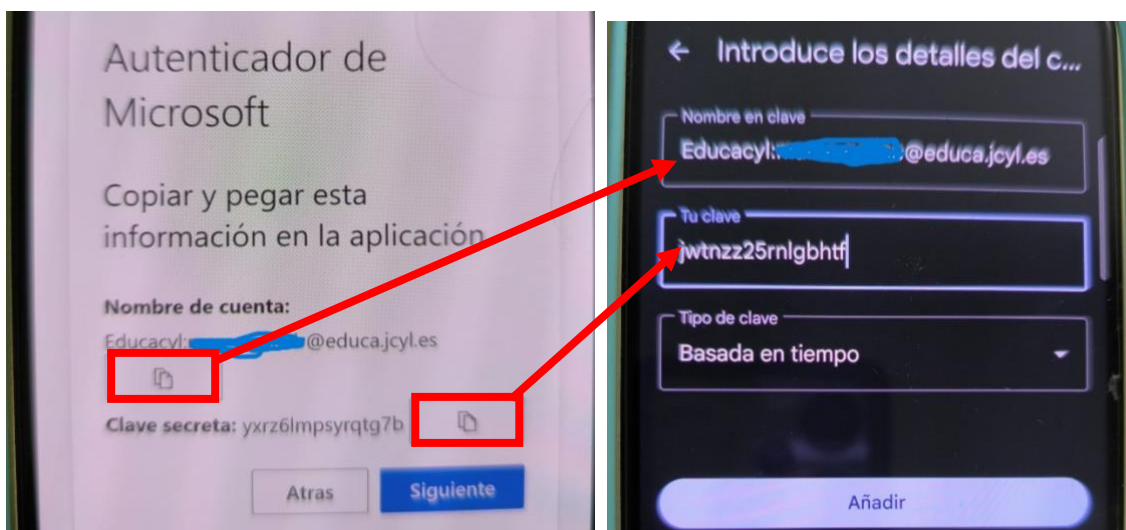 Autenticador de
Microsoft
Copiar y pegar esta
información en la aplicación
Nombre de cuenta:
Educacyl: @educa.jcyl.es
Clave secreta: yxrz6lmpsyrqtg7b
Atras
Siguiente
Introduce los detalles del c...
Nombre en clave
Educacyl: @educa.jcyl.es
Tu clave
jwtnzz25rnlgbhtf
Tipo de clave
Basada en tiempo
Añadir